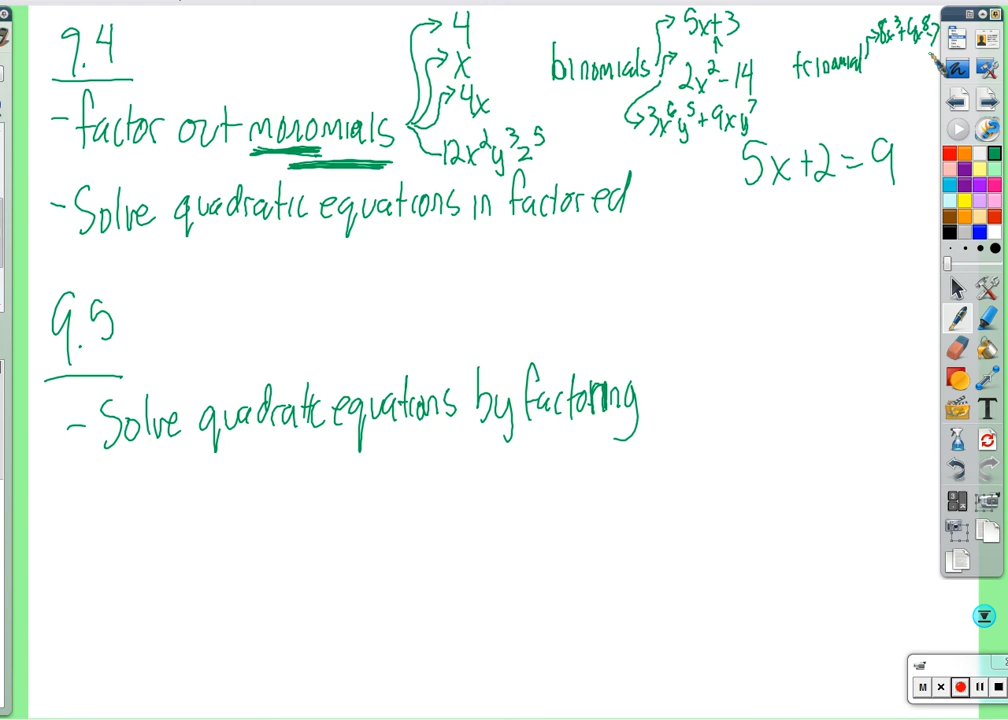 9.4
- factor out monomials
4
x
4x
12x²y³z⁵
binomials
5x+3
2x²-14
3x⁶y⁵+9xy⁷
trinomial
5x+2=9
- Solve quadratic equations in factored
9.5
- Solve quadratic equations by factoring
M